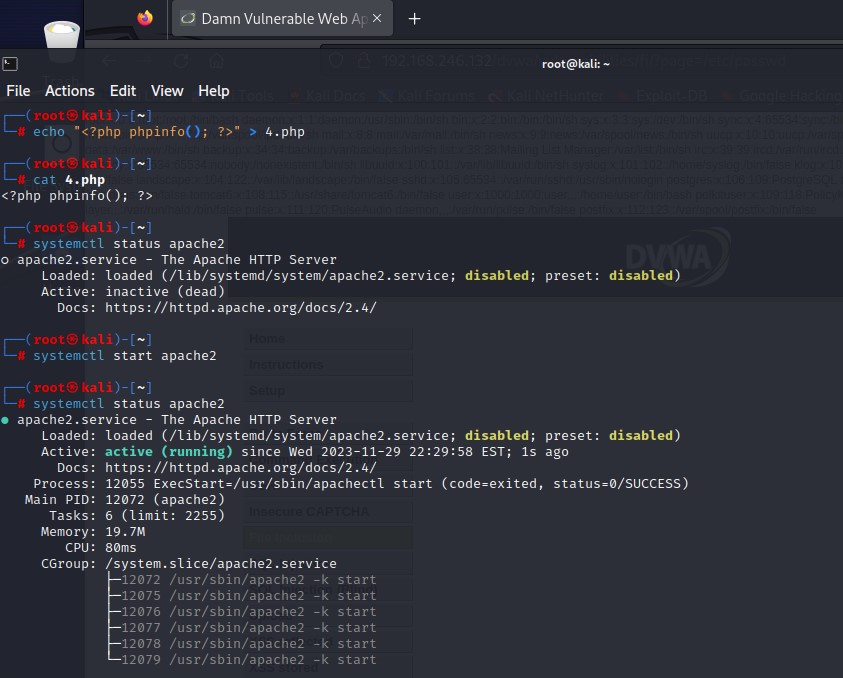 Damn Vulnerable Web Ap
root@kali: ~
File Actions Edit View Help
┌──(root㉿kali)-[~]
└─# echo "<?php phpinfo(); ?>" > 4.php
┌──(root㉿kali)-[~]
└─# cat 4.php
<?php phpinfo(); ?>
┌──(root㉿kali)-[~]
└─# systemctl status apache2
○ apache2.service - The Apache HTTP Server
Loaded: loaded (/lib/systemd/system/apache2.service; disabled; preset: disabled)
Active: inactive (dead)
Docs: https://httpd.apache.org/docs/2.4/
┌──(root㉿kali)-[~]
└─# systemctl start apache2
┌──(root㉿kali)-[~]
└─# systemctl status apache2
● apache2.service - The Apache HTTP Server
Loaded: loaded (/lib/systemd/system/apache2.service; disabled; preset: disabled)
Active: active (running) since Wed 2023-11-29 22:29:58 EST; 1s ago
Docs: https://httpd.apache.org/docs/2.4/
Process: 12055 ExecStart=/usr/sbin/apachectl start (code=exited, status=0/SUCCESS)
Main PID: 12072 (apache2)
Tasks: 6 (limit: 2255)
Memory: 19.7M
CPU: 80ms
CGroup: /system.slice/apache2.service
├─12072 /usr/sbin/apache2 -k start
├─12075 /usr/sbin/apache2 -k start
├─12076 /usr/sbin/apache2 -k start
├─12077 /usr/sbin/apache2 -k start
├─12078 /usr/sbin/apache2 -k start
└─12079 /usr/sbin/apache2 -k start
DVWA
Home
Instructions
Setup
Insecure CAPTCHA